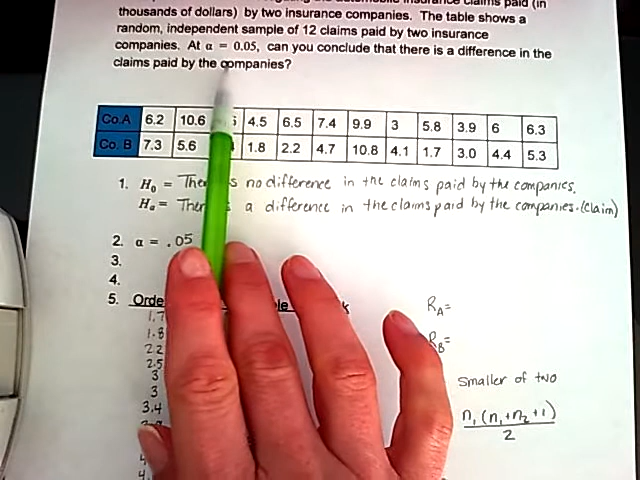 insurance claims paid (in
thousands of dollars) by two insurance companies. The table shows a
random, independent sample of 12 claims paid by two insurance
companies. At α = 0.05, can you conclude that there is a difference in the
claims paid by the companies?
Co.A 6.2 10.6 4.5 6.5 7.4 9.9 3 5.8 3.9 6 6.3
Co. B 7.3 5.6 1.8 2.2 4.7 10.8 4.1 1.7 3.0 4.4 5.3
1. H₀ = no difference in the claims paid by the companies.
Hₐ = a difference in the claims paid by the companies. (claim)
2. α = .05
3.
4.
5.
1.7
1.8
2.2
2.5
3
3
3.4
R_A=
R_B=
smaller of two
n₁(n₁+n₂+1)
2